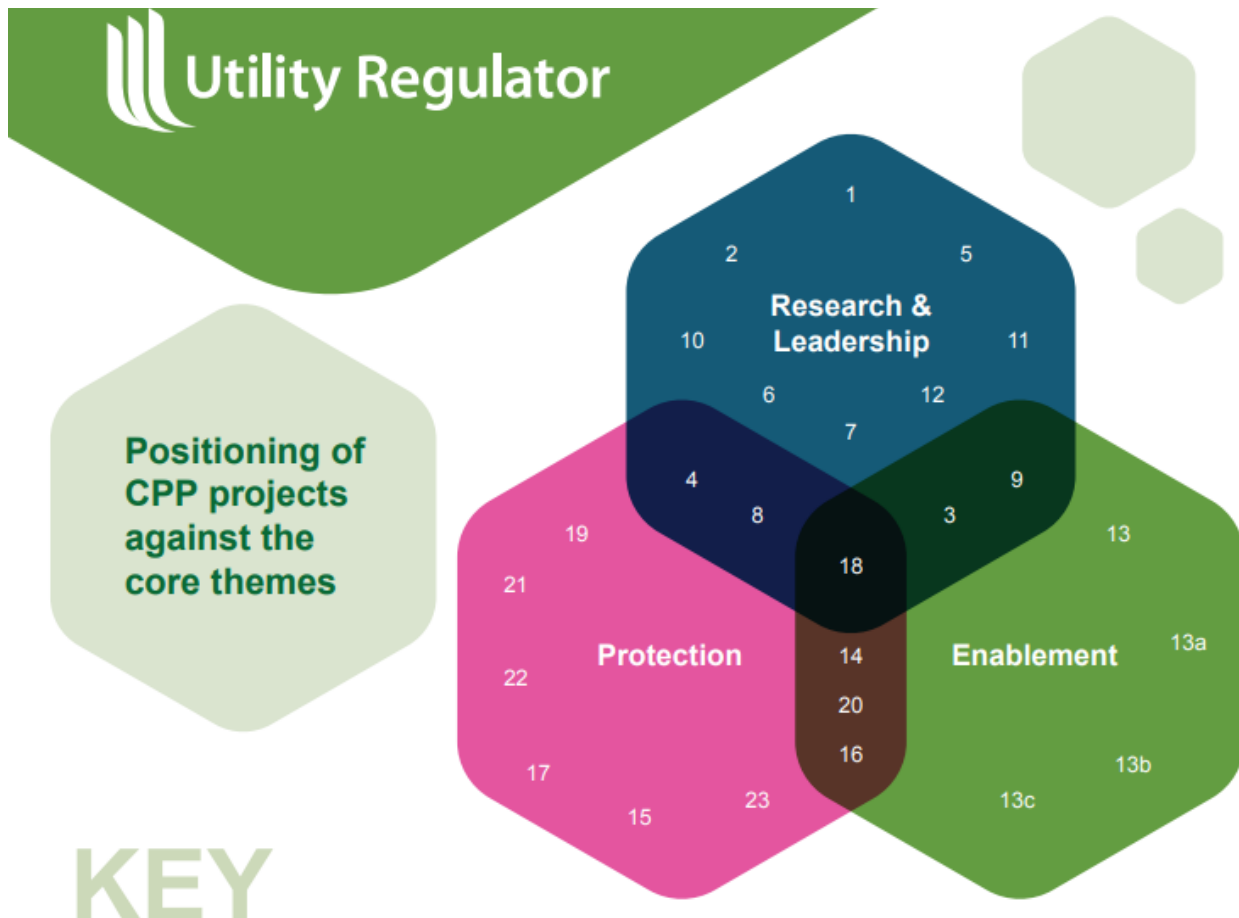 Utility Regulator
1
2
5
Research &
Leadership
10
11
6
12
7
Positioning of
CPP projects
against the
core themes
4
9
8
3
19
13
18
21
Protection
14
Enablement
13a
22
20
16
17
13b
23
13c
15
KEY